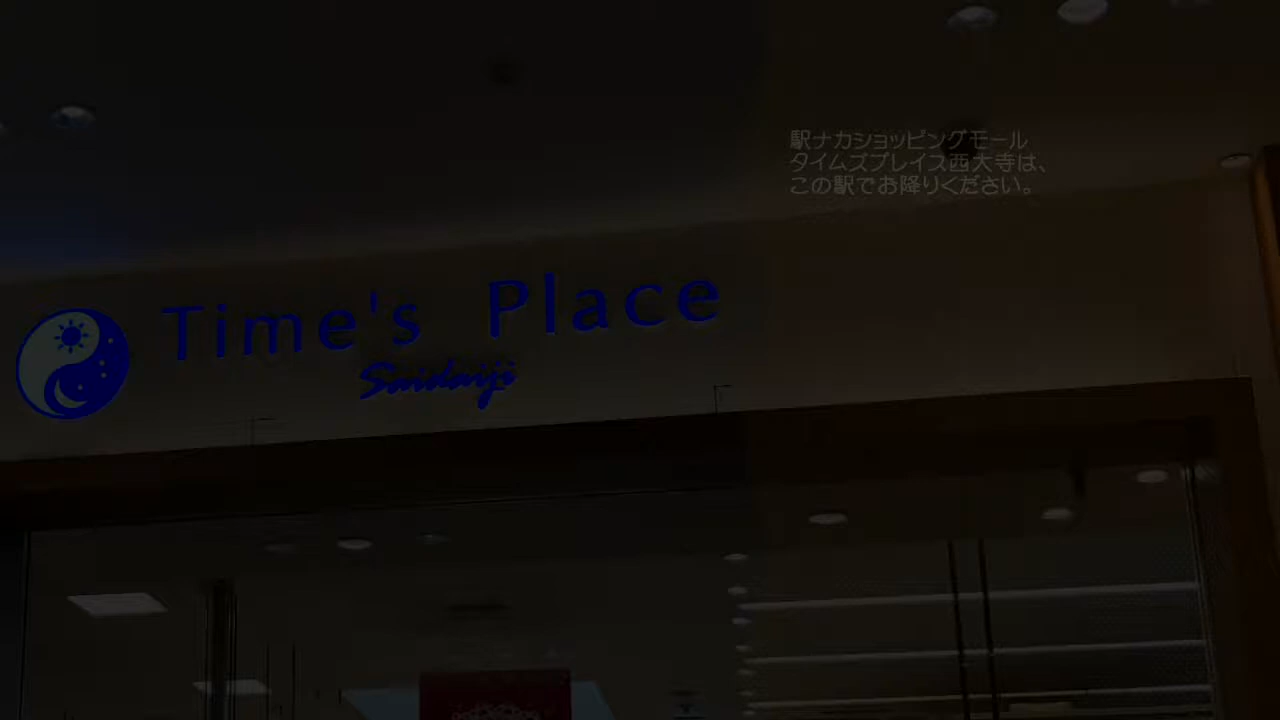 駅ナカショッピングモール
タイムズプレイス西大寺は、
この駅でお降りください。
Time's Place
Saidaiji